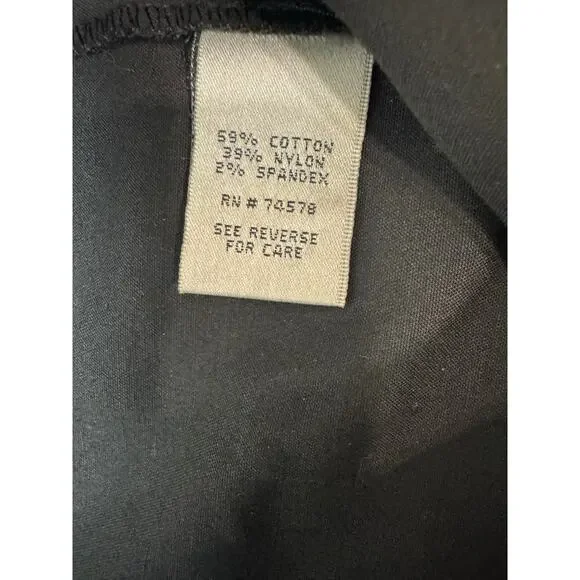 59% COTTON
39% NYLON
2% SPANDEX
RN # 74578
SEE REVERSE
FOR CARE